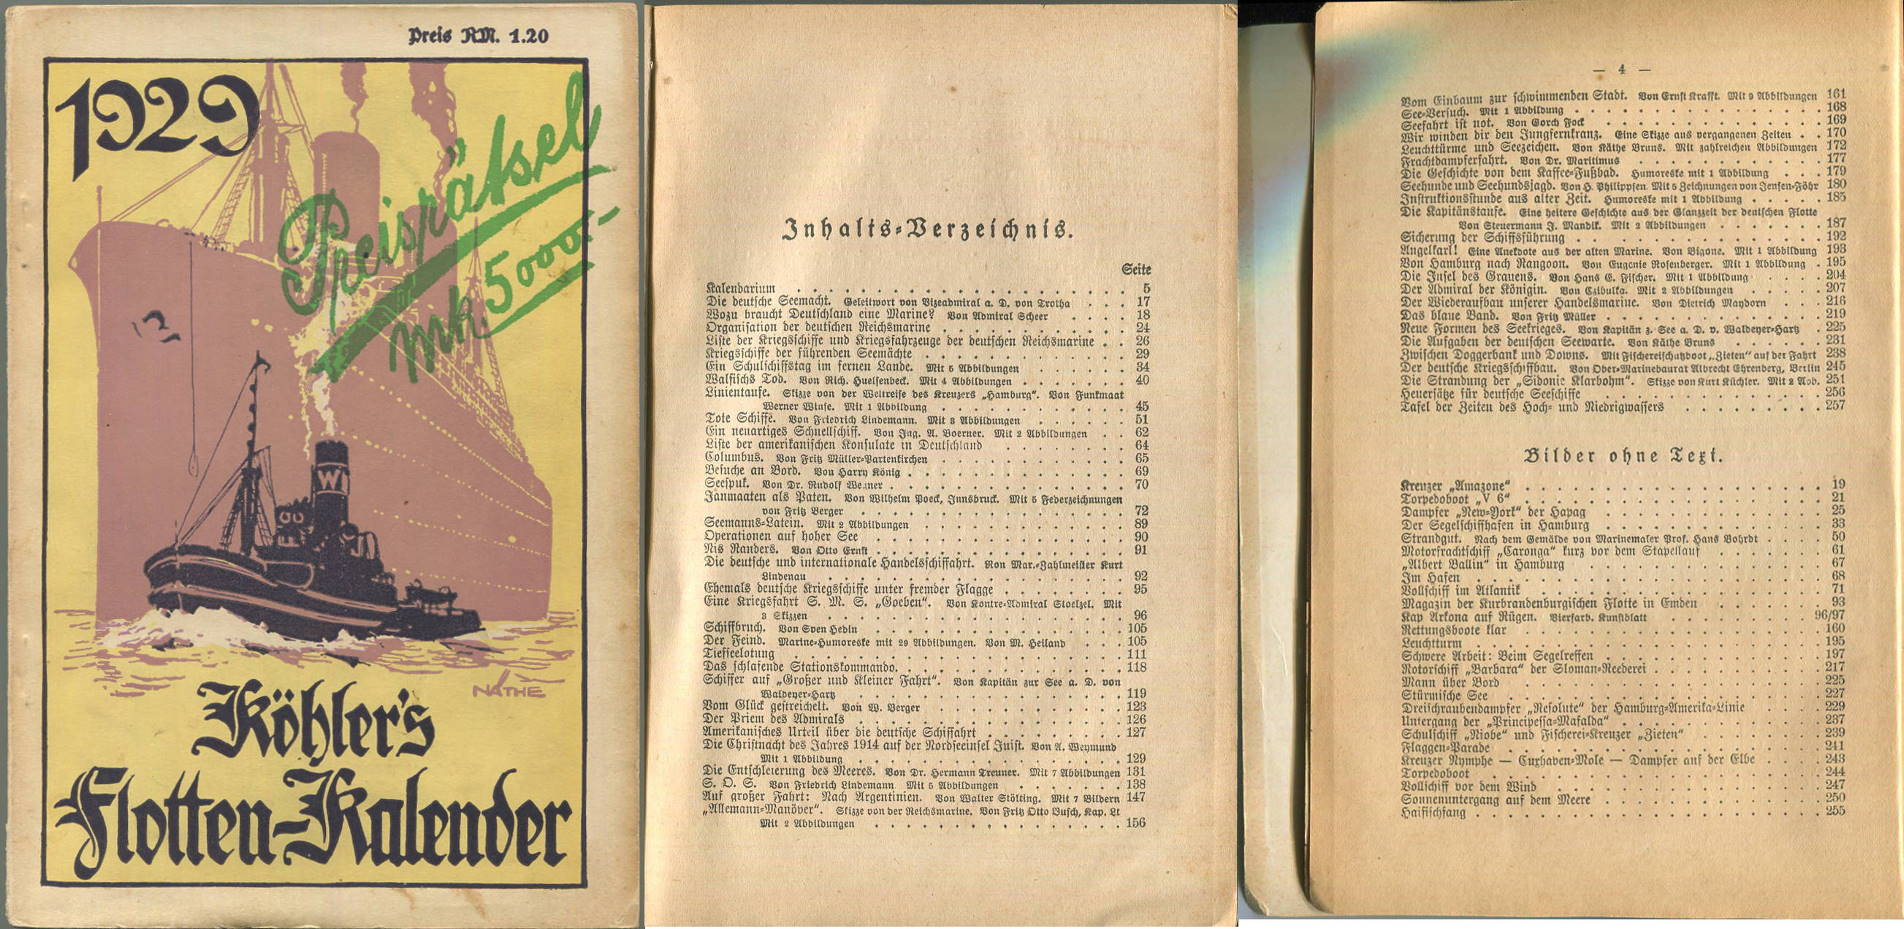 Preis RM. 1.20
1929
Preisrätsel
für
mk. 5000.-
W
NATHE
Köhler's
Flotten-Kalender
Inhalts-Verzeichnis.
Seite
Kalendarium 5
Die deutsche Seemacht. Geleitwort von Vizeadmiral a. D. von Trotha 17
Wozu braucht Deutschland eine Marine? Von Admiral Scheer 18
Organisation der deutschen Reichsmarine 24
Liste der Kriegsschiffe und Kriegsfahrzeuge der deutschen Reichsmarine 26
Kriegsschiffe der führenden Seemächte 29
Ein Schulschiffstag im fernen Lande. Mit 5 Abbildungen 34
Walfischs Tod. Von Rich. Huelsenbeck. Mit 4 Abbildungen 40
Linientaufe. Skizze von der Weltreise des Kreuzers „Hamburg“. Von Funkmaat
Werner Wiuse. Mit 1 Abbildung 45
Tote Schiffe. Von Friedrich Lindemann. Mit 8 Abbildungen 51
Ein neuartiges Schnellschiff. Von Ing. A. Boerner. Mit 2 Abbildungen 62
Liste der amerikanischen Konsulate in Deutschland 64
Columbus. Von Fritz Müller-Partenkirchen 65
Besuche an Bord. Von Harry König 69
Seespuk. Von Dr. Rudolf Werner 70
Janmaaten als Paten. Von Wilhelm Poeck, Innsbruck. Mit 5 Federzeichnungen
von Fritz Berger 72
Seemanns-Latein. Mit 2 Abbildungen 89
Operationen auf hoher See 90
Nis Randers. Von Otto Ernst 91
Die deutsche und internationale Handelsschiffahrt. Von Mar.-Zahlmeister Kurt
Lindenau 92
Ehemals deutsche Kriegsschiffe unter fremder Flagge 95
Eine Kriegsfahrt S. M. S. „Goeben“. Von Kontre-Admiral Stoelzel. Mit
3 Skizzen 96
Schiffbruch. Von Sven Hedin 105
Der Feind. Marine-Humoreske mit 29 Abbildungen. Von M. Heiland 105
Tiefseelotung 111
Das schlafende Stationskommando. 118
Schiffer auf „Großer und Kleiner Fahrt“. Von Kapitän zur See a. D. von
Waldeyer-Hartz 119
Vom Glück gestreichelt. Von W. Berger 123
Der Priem des Admirals 126
Amerikanisches Urteil über die deutsche Schiffahrt 127
Die Christnacht des Jahres 1914 auf der Nordseeinsel Juist. Von A. Weymund
Mit 1 Abbildung 129
Die Entschleierung des Meeres. Von Dr. Hermann Treuner. Mit 7 Abbildungen 131
S. O. S. Von Friedrich Lindemann. Mit 5 Abbildungen 138
Auf großer Fahrt: Nach Argentinien. Von Walter Stölting. Mit 7 Bildern 147
„Allemann-Manöver“. Skizze von der Reichsmarine. Von Fritz Otto Busch, Kap. Lt
Mit 2 Abbildungen 156
— 4 —
Vom Einbaum zur schwimmenden Stadt. Von Ernst Krafft. Mit 9 Abbildungen 161
See-Versuch. Mit 1 Abbildung 168
Seefahrt ist not. Von Gorch Fock 169
Wir winden dir den Jungfernkranz. Eine Skizze aus vergangenen Zeiten 170
Leuchttürme und Seezeichen. Von Käthe Bruns. Mit zahlreichen Abbildungen 172
Frachtdampferfahrt. Von Dr. Maritimus 177
Die Geschichte von dem Kaffee-Fußbad. Humoreske mit 1 Abbildung 179
Seehunde und Seehundsjagd. Von H. Philippsen. Mit 5 Zeichnungen von Jensen-Föhr 180
Instruktionsstunde aus alter Zeit. Humoreske mit 1 Abbildung 185
Die Kapitänstaufe. Eine heitere Geschichte aus der Glanzzeit der deutschen Flotte
Von Steuermann J. Mandik. Mit 2 Abbildungen 187
Sicherung der Schiffsführung 192
Angelkarl! Eine Anekdote aus der alten Marine. Von Bigone. Mit 1 Abbildung 193
Von Hamburg nach Rangoon. Von Eugenie Rosenberger. Mit 1 Abbildung 195
Die Insel des Grauens. Von Hans E. Fischer. Mit 1 Abbildung 204
Der Admiral der Königin. Von Czibulka. Mit 2 Abbildungen 207
Der Wiederaufbau unserer Handelsmarine. Von Dietrich Maydorn 216
Das blaue Band. Von Fritz Müller 219
Neue Formen des Seekrieges. Von Kapitän z. See a. D. v. Waldeyer-Hartz 225
Die Aufgaben der deutschen Seewarte. Von Käthe Bruns 231
Zwischen Doggerbank und Downs. Mit Fischereischutzboot „Zieten“ auf der Fahrt 238
Der deutsche Kriegsschiffbau. Von Ober-Marinebaurat Albrecht Ehrenberg, Berlin 245
Die Strandung der „Sidonie Klarbohm“. Skizze von Kurt Küchler. Mit 2 Abb. 251
Heuersätze für deutsche Seeschiffe 256
Tafel der Zeiten des Hoch- und Niedrigwassers 257
Bilder ohne Text.
Kreuzer „Amazone“ 19
Torpedoboot „V 6“ 21
Dampfer „New-York“ der Hapag 25
Der Segelschiffhafen in Hamburg 33
Strandgut. Nach dem Gemälde von Marinemaler Prof. Hans Bohrdt 50
Motorfrachtschiff „Caronga“ kurz vor dem Stapellauf 61
„Albert Ballin“ in Hamburg 67
Im Hafen 68
Vollschiff im Atlantik 71
Magazin der Kurbrandenburgischen Flotte in Emden 93
Kap Arkona auf Rügen. Vierfarb. Kunstblatt 96/97
Rettungsboote klar 160
Leuchtturm 195
Schwere Arbeit: Beim Segelreffen 197
Motorschiff „Barbara“ der Sloman-Reederei 217
Mann über Bord 225
Stürmische See 227
Dreischraubendampfer „Resolute“ der Hamburg-Amerika-Linie 229
Untergang der „Principessa-Mafalda“ 237
Schulschiff „Niobe“ und Fischerei-Kreuzer „Zieten“ 239
Flaggen-Parade 241
Kreuzer Nymphe — Cuxhaven-Mole — Dampfer auf der Elbe 243
Torpedoboot 244
Vollschiff vor dem Wind 247
Sonnenuntergang auf dem Meere 250
Haifischfang 255